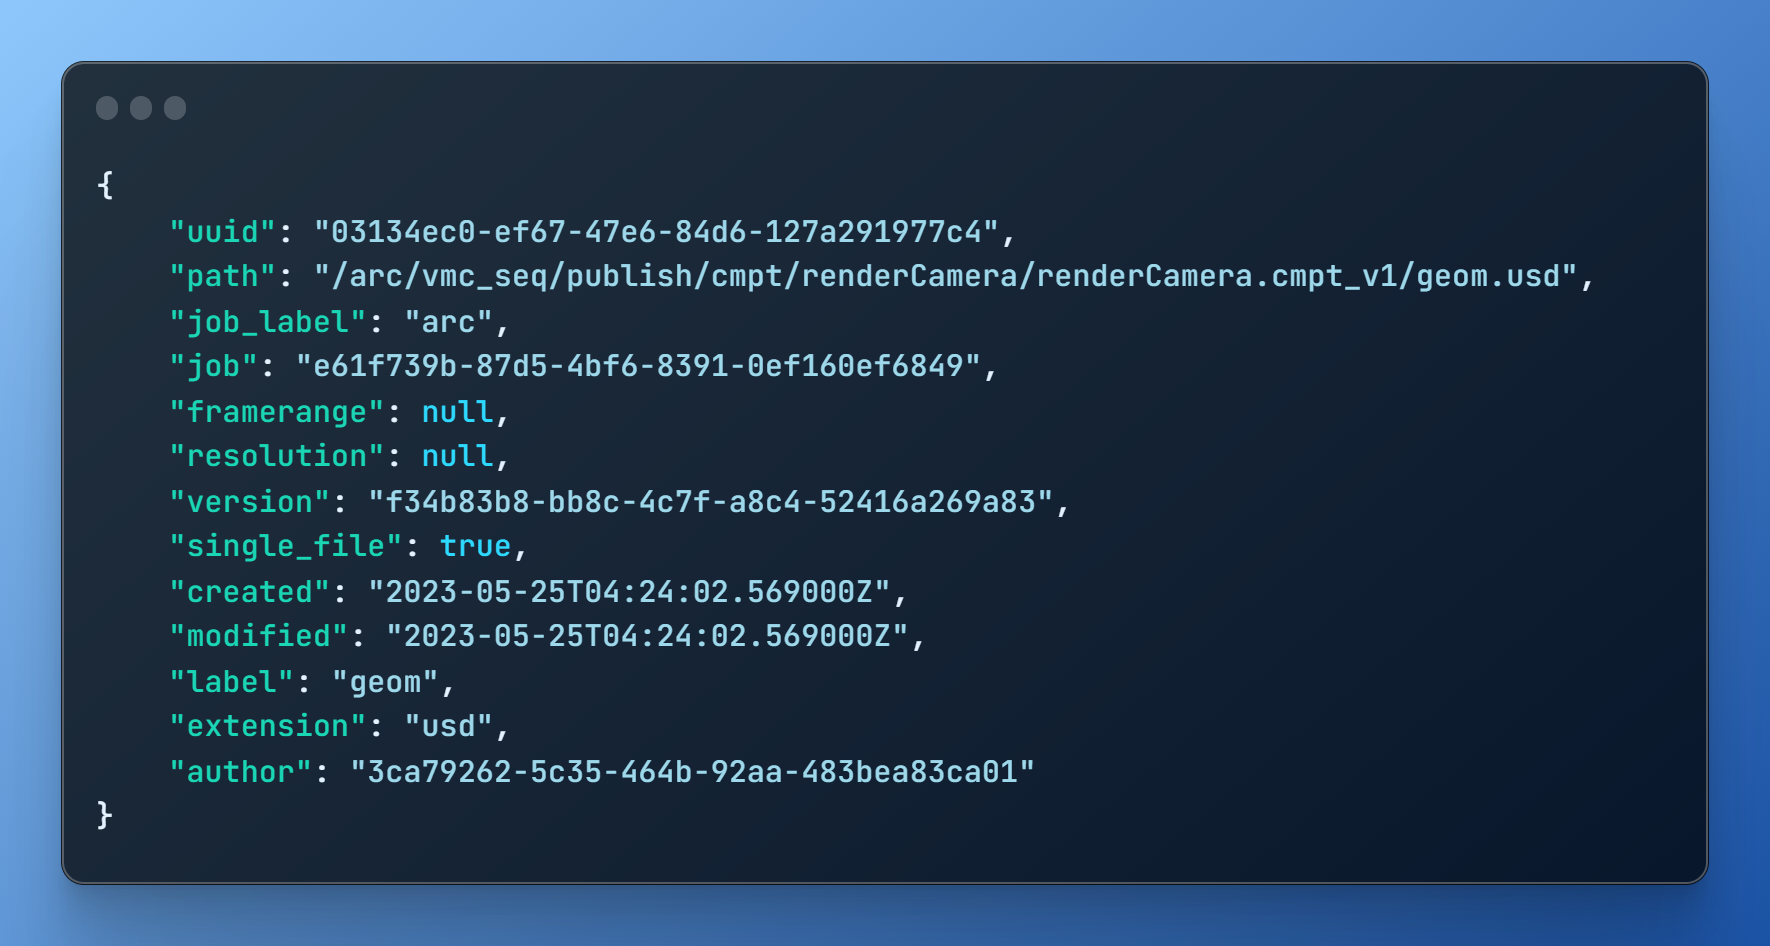 {
    "uuid": "03134ec0-ef67-47e6-84d6-127a291977c4",
    "path": "/arc/vmc_seq/publish/cmpt/renderCamera/renderCamera.cmpt_v1/geom.usd",
    "job_label": "arc",
    "job": "e61f739b-87d5-4bf6-8391-0ef160ef6849",
    "framerange": null,
    "resolution": null,
    "version": "f34b83b8-bb8c-4c7f-a8c4-52416a269a83",
    "single_file": true,
    "created": "2023-05-25T04:24:02.569000Z",
    "modified": "2023-05-25T04:24:02.569000Z",
    "label": "geom",
    "extension": "usd",
    "author": "3ca79262-5c35-464b-92aa-483bea83ca01"
}